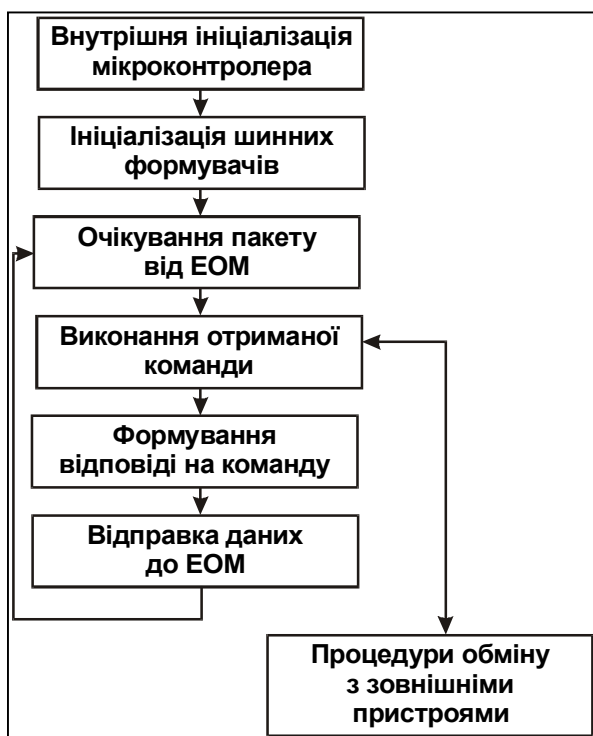 Внутрішня ініціалізація
мікроконтролера
Ініціалізація шинних
формувачів
Очікування пакету
від ЕОМ
Виконання отриманої
команди
Формування
відповіді на команду
Відправка даних
до ЕОМ
Процедури обміну
з зовнішніми
пристроями